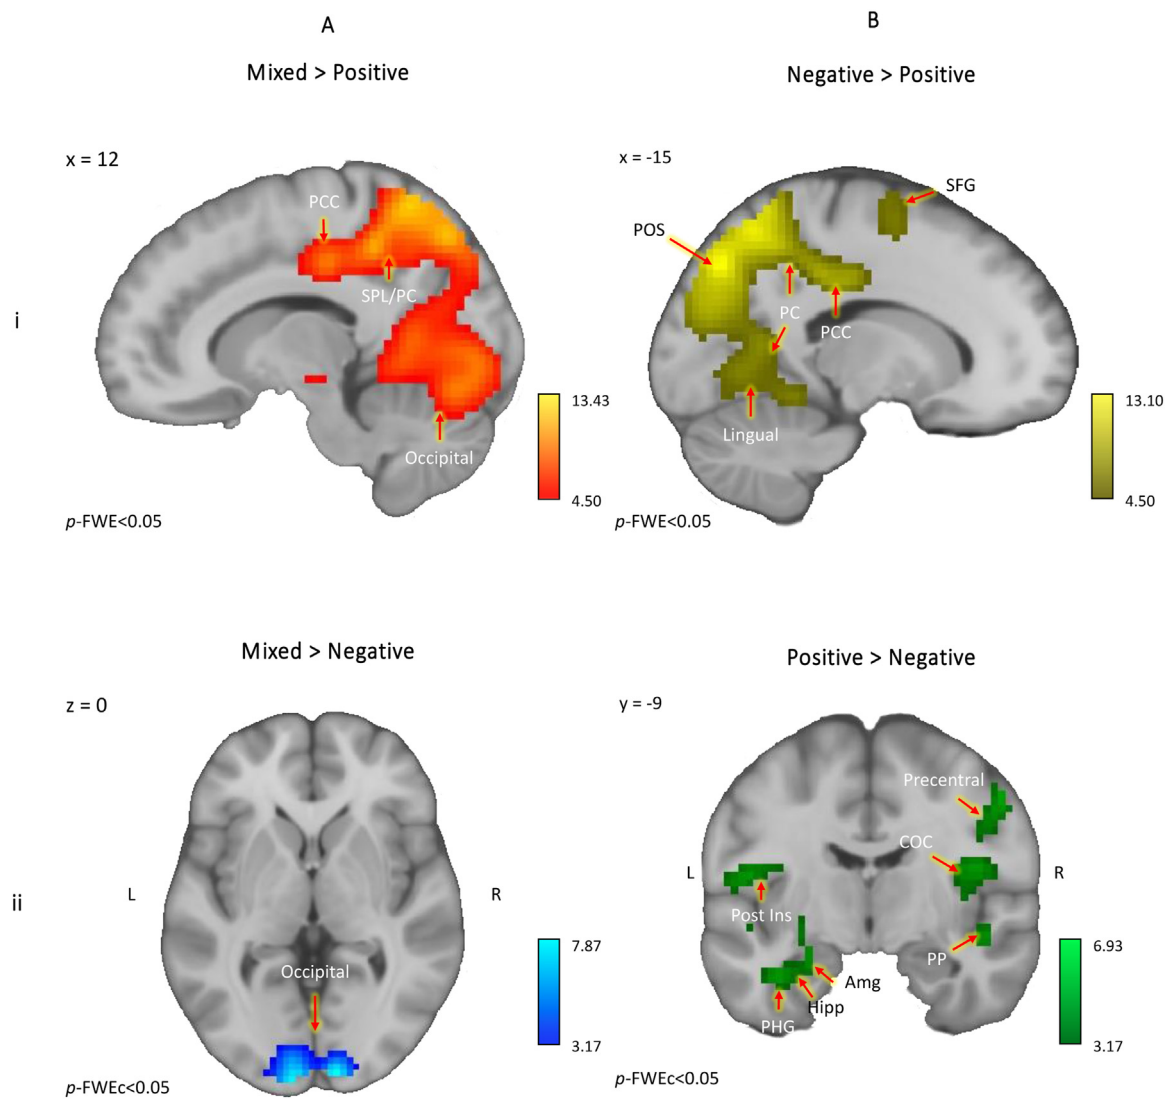 A
B
Mixed > Positive
Negative > Positive
x = 12
x = -15
PCC
SFG
POS
SPL/PC
PC
PCC
i
13.43
13.10
Lingual
Occipital
4.50
4.50
p-FWE<0.05
p-FWE<0.05
Mixed > Negative
Positive > Negative
z = 0
y = -9
Precentral
COC
L
R
L
R
ii
Post Ins
7.87
6.93
PP
Occipital
Amg
Hipp
PHG
3.17
3.17
p-FWEc<0.05
p-FWEc<0.05